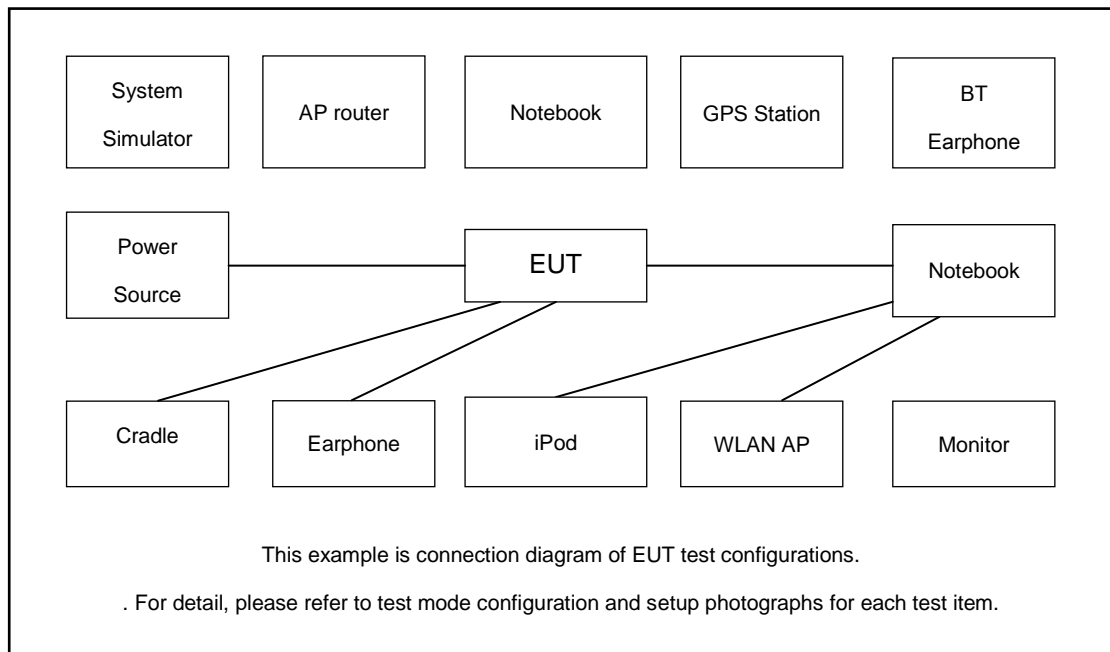 System
Simulator
AP router
Notebook
GPS Station
BT
Earphone
Power
Source
EUT
Notebook
Cradle
Earphone
iPod
WLAN AP
Monitor
This example is connection diagram of EUT test configurations.
. For detail, please refer to test mode configuration and setup photographs for each test item.